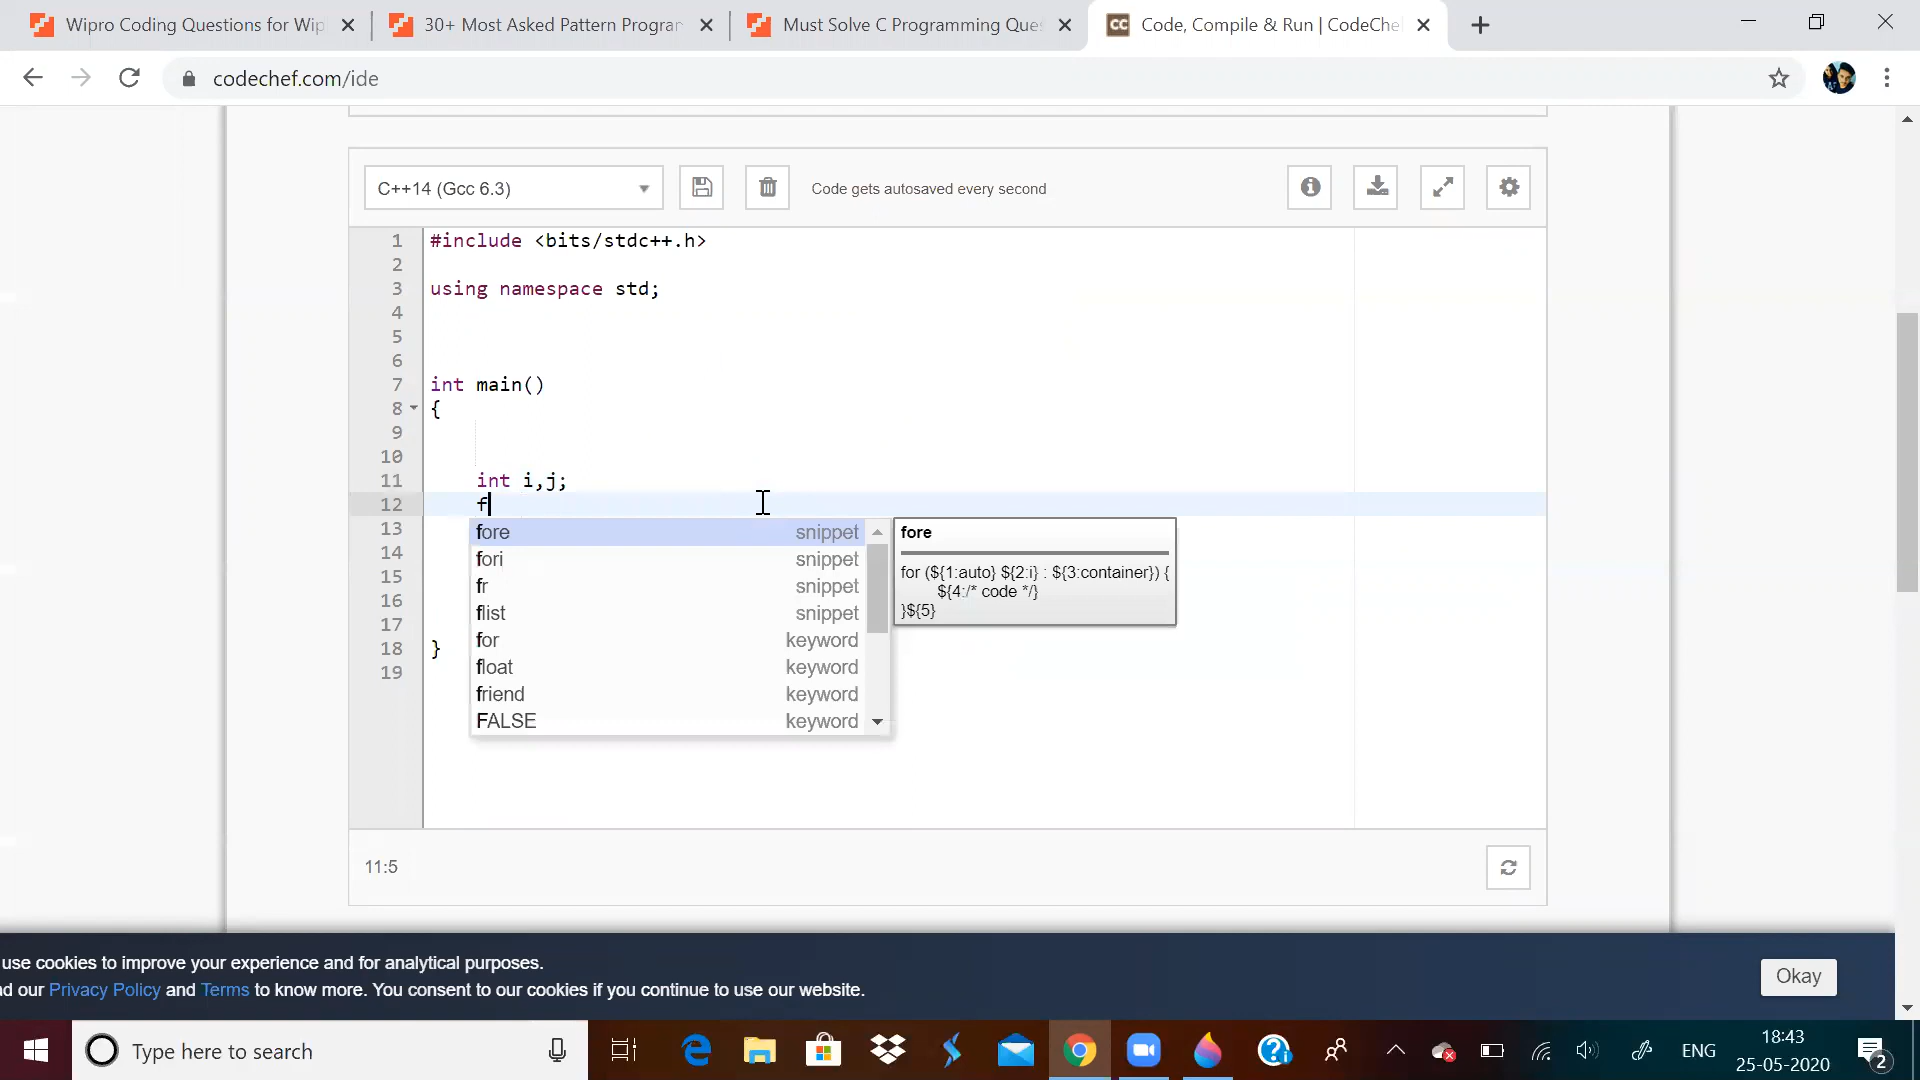 Wipro Coding Questions for Wip
30+ Most Asked Pattern Program
Must Solve C Programming Ques
CC Code, Compile & Run | CodeChe
codechef.com/ide
C++14 (Gcc 6.3)
Code gets autosaved every second
1 #include <bits/stdc++.h>
2
3 using namespace std;
4
5
6
7 int main()
8 {
9
10
11 int i,j;
12 f
13
14
15
16
17
18 }
19
fore snippet
fori snippet
fr snippet
flist snippet
for keyword
float keyword
friend keyword
FALSE keyword
fore
for (${1:auto} ${2:i} : ${3:container}) {
${4:/* code */}
}${5}
11:5
use cookies to improve your experience and for analytical purposes.
ad our Privacy Policy and Terms to know more. You consent to our cookies if you continue to use our website.
Okay
Type here to search
ENG
18:43
25-05-2020
2